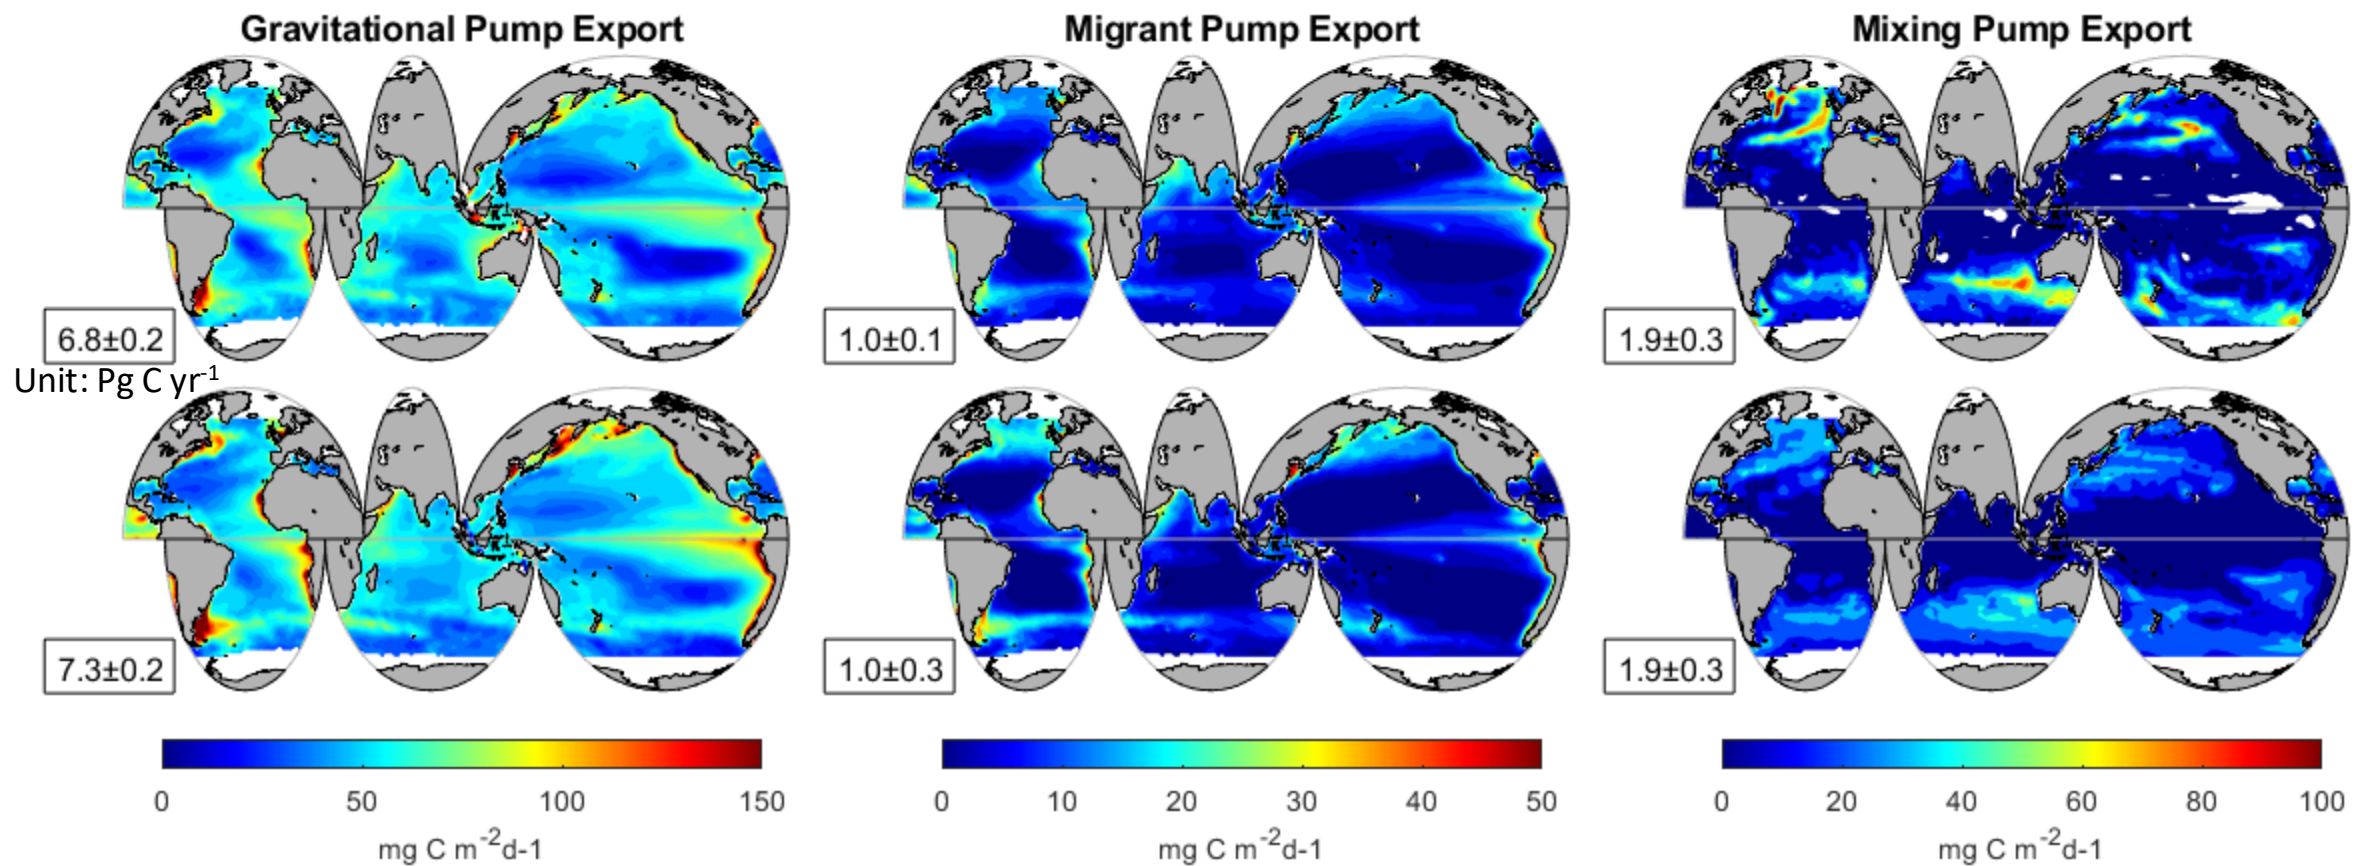 Gravitational Pump Export
Migrant Pump Export
Mixing Pump Export
6.8±0.2
1.0±0.1
1.9±0.3
Unit: Pg C yr-1
7.3±0.2
1.0±0.3
1.9±0.3
0 50 100 150
0 10 20 30 40 50
0 20 40 60 80 100
mg C m-2d-1
mg C m-2d-1
mg C m-2d-1